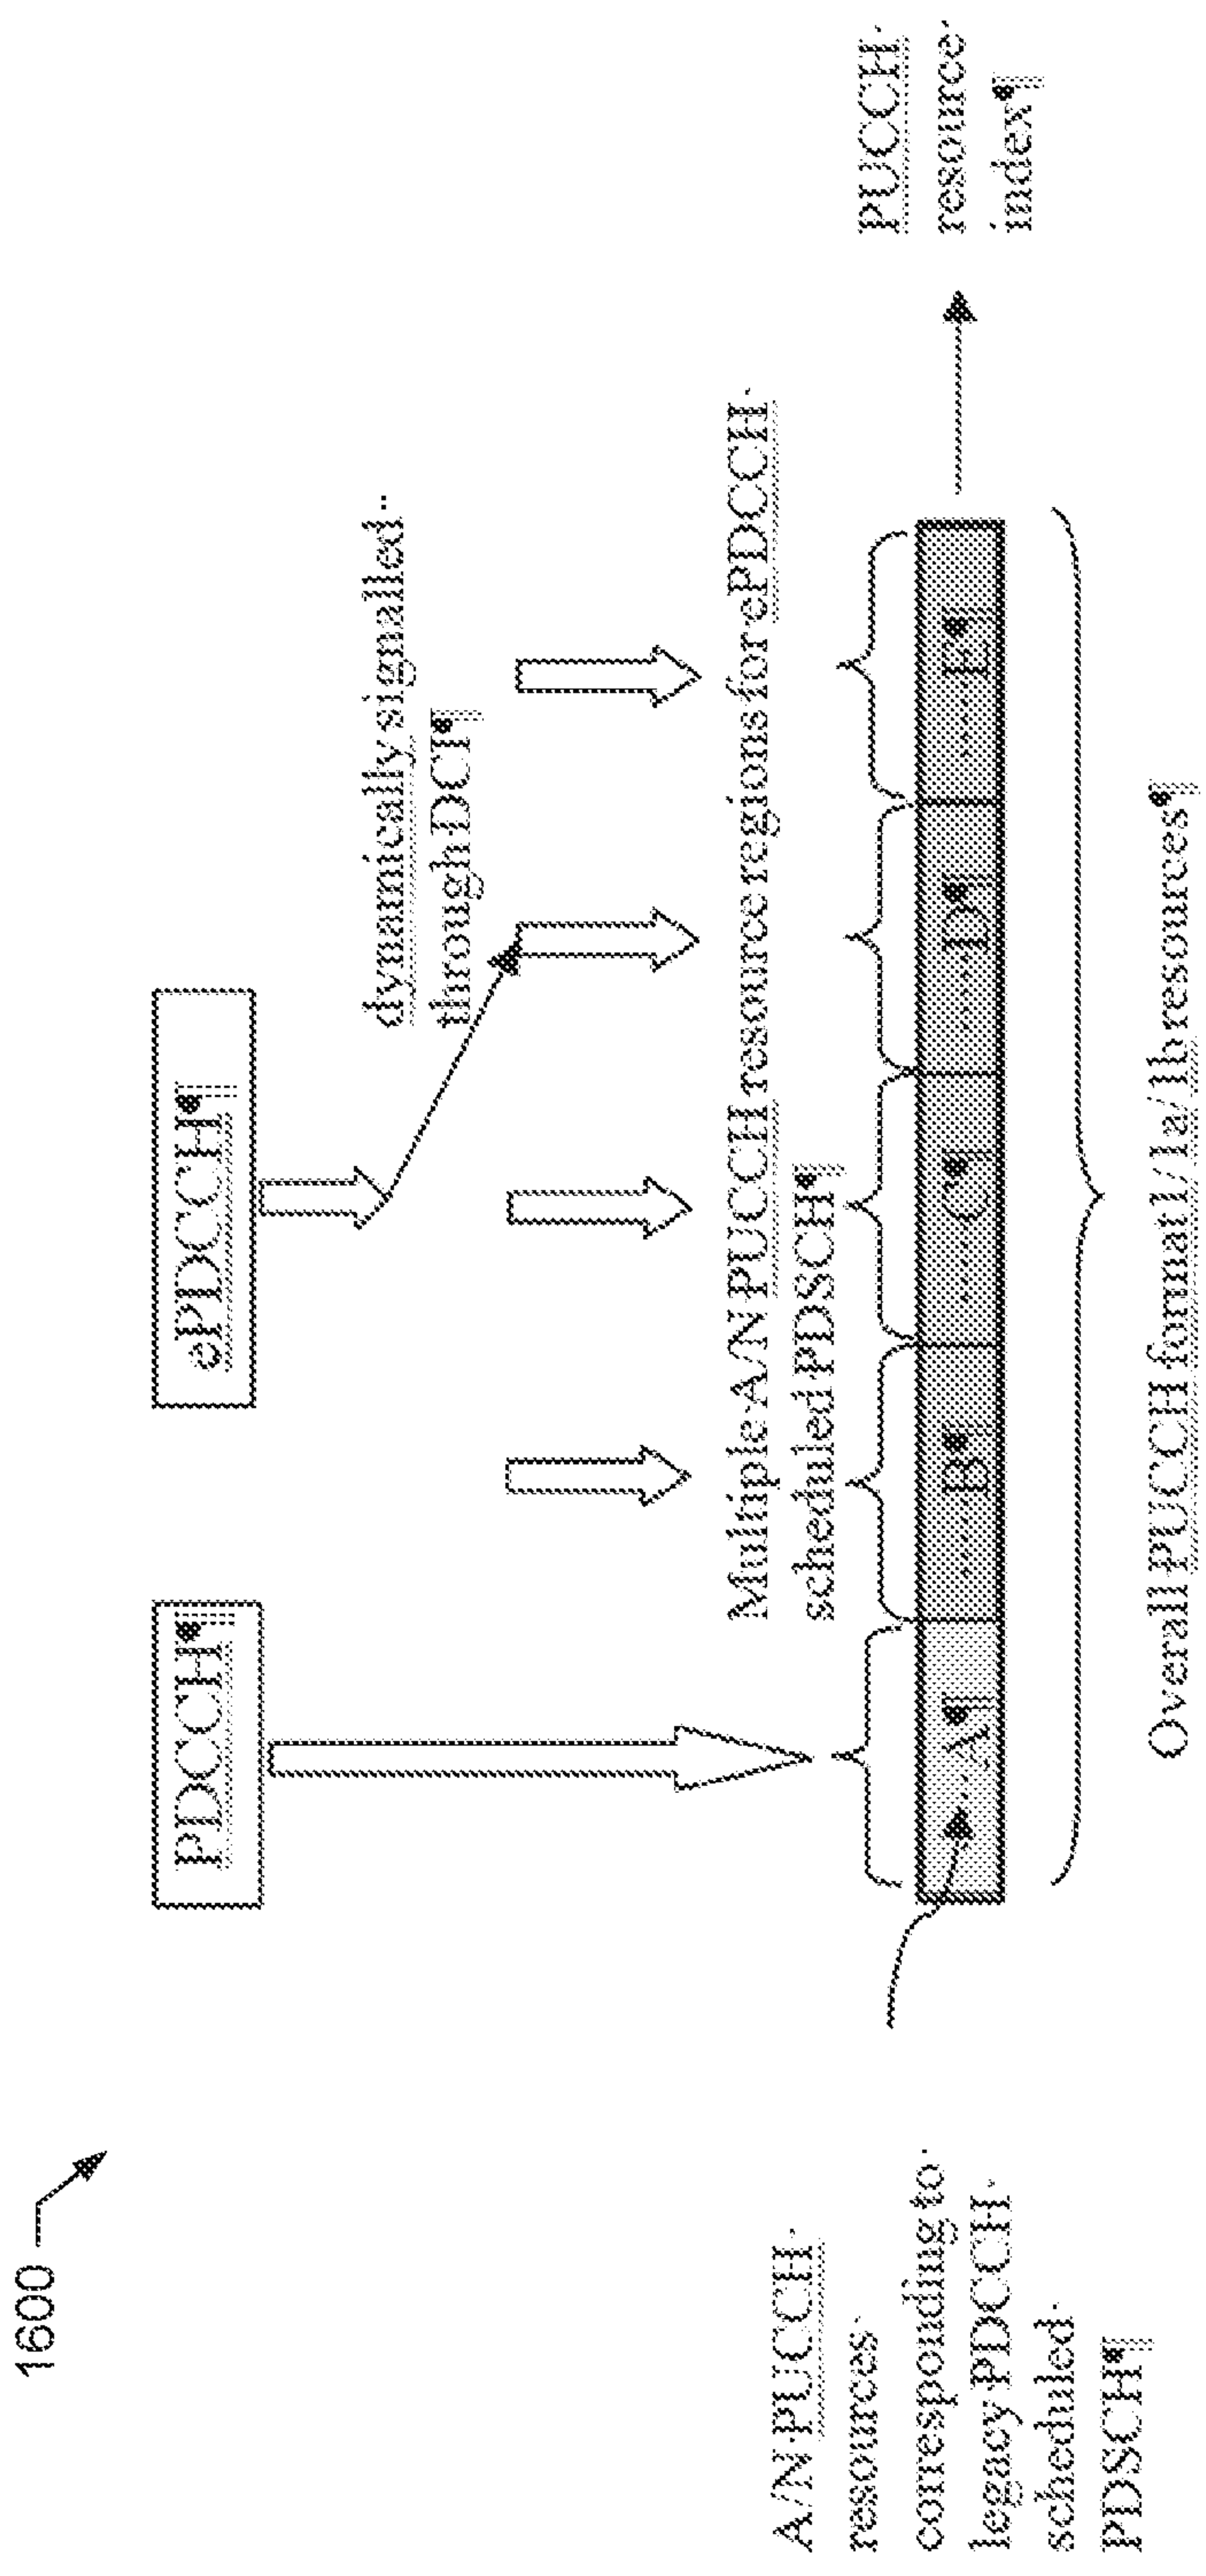 1600
PDCCH
ePDCCH
dynamically signalled
through DCI
Multiple A/N PUCCH resource regions for ePDCCH
scheduled PDSCH
A/N PUCCH
resources
corresponding to
legacy PDCCH
scheduled
PDSCH
A
B
C
D
E
PUCCH
resource
index
Overall PUCCH format 1/1a/1b resources